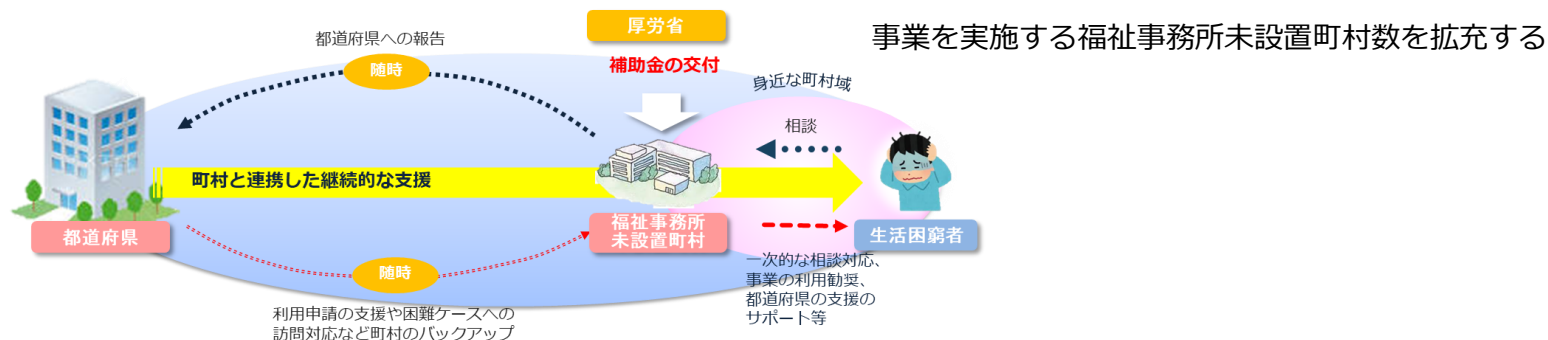 事業を実施する福祉事務所未設置町村数を拡充する
厚労省
都道府県への報告
随時
補助金の交付
身近な町村域
相談
町村と連携した継続的な支援
都道府県
福祉事務所
未設置町村
生活困窮者
一次的な相談対応、
事業の利用勧奨、
都道府県の支援の
サポート等
随時
利用申請の支援や困難ケースへの
訪問対応など町村のバックアップ